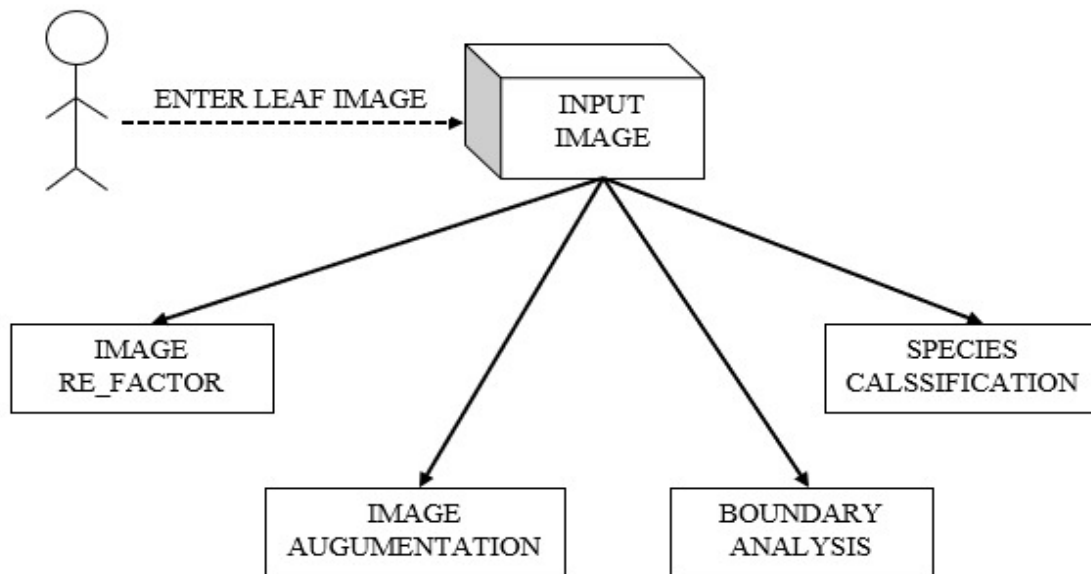 ENTER LEAF IMAGE
INPUT
IMAGE
IMAGE
RE_FACTOR
SPECIES
CALSSIFICATION
IMAGE
AUGUMENTATION
BOUNDARY
ANALYSIS